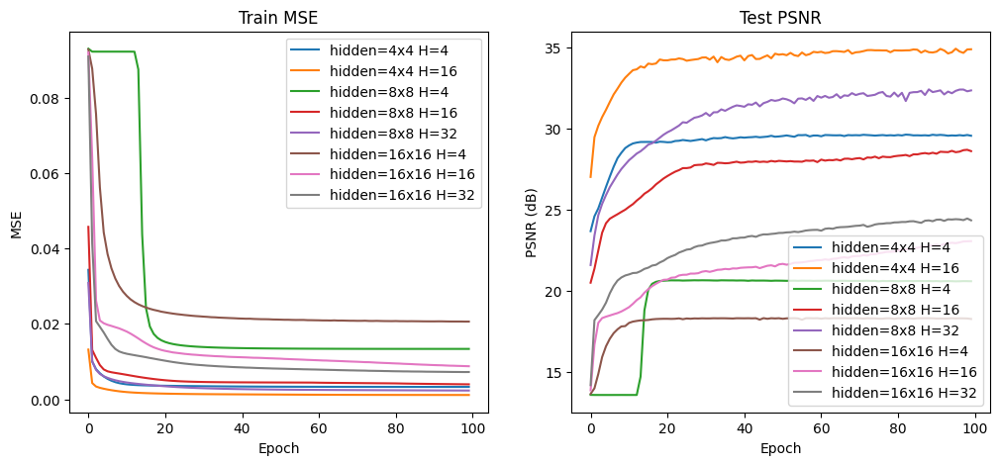 Train MSE
MSE
0.08
0.06
0.04
0.02
0.00
0
20
40
60
80
100
Epoch
hidden=4x4 H=4
hidden=4x4 H=16
hidden=8x8 H=4
hidden=8x8 H=16
hidden=8x8 H=32
hidden=16x16 H=4
hidden=16x16 H=16
hidden=16x16 H=32
Test PSNR
PSNR (dB)
35
30
25
20
15
0
20
40
60
80
100
Epoch
hidden=4x4 H=4
hidden=4x4 H=16
hidden=8x8 H=4
hidden=8x8 H=16
hidden=8x8 H=32
hidden=16x16 H=4
hidden=16x16 H=16
hidden=16x16 H=32